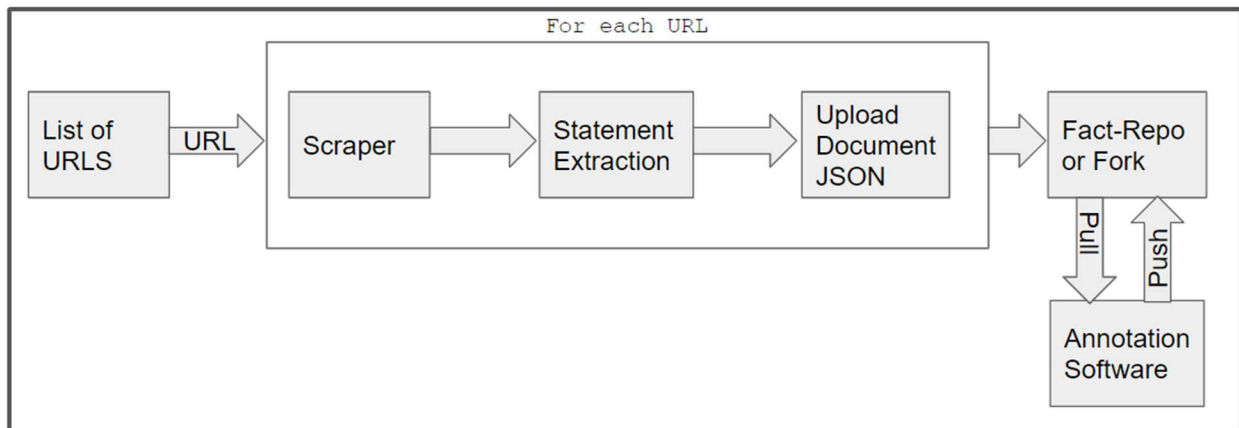 For each URL
List of
URLS
URL
Scraper
Statement
Extraction
Upload
Document
JSON
Fact-Repo
or Fork
Pull
Push
Annotation
Software